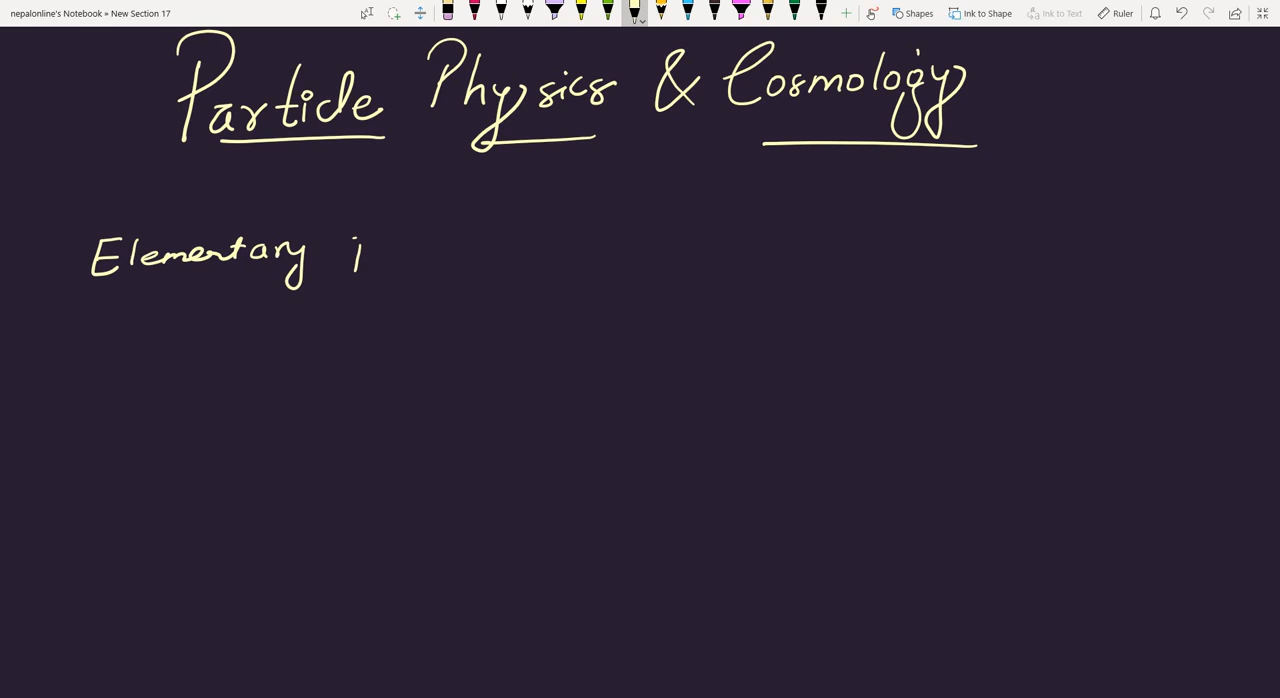 nepalonline's Notebook » New Section 17
Shapes Ink to Shape Ink to Text Ruler
Particle Physics & Cosmology
Elementary